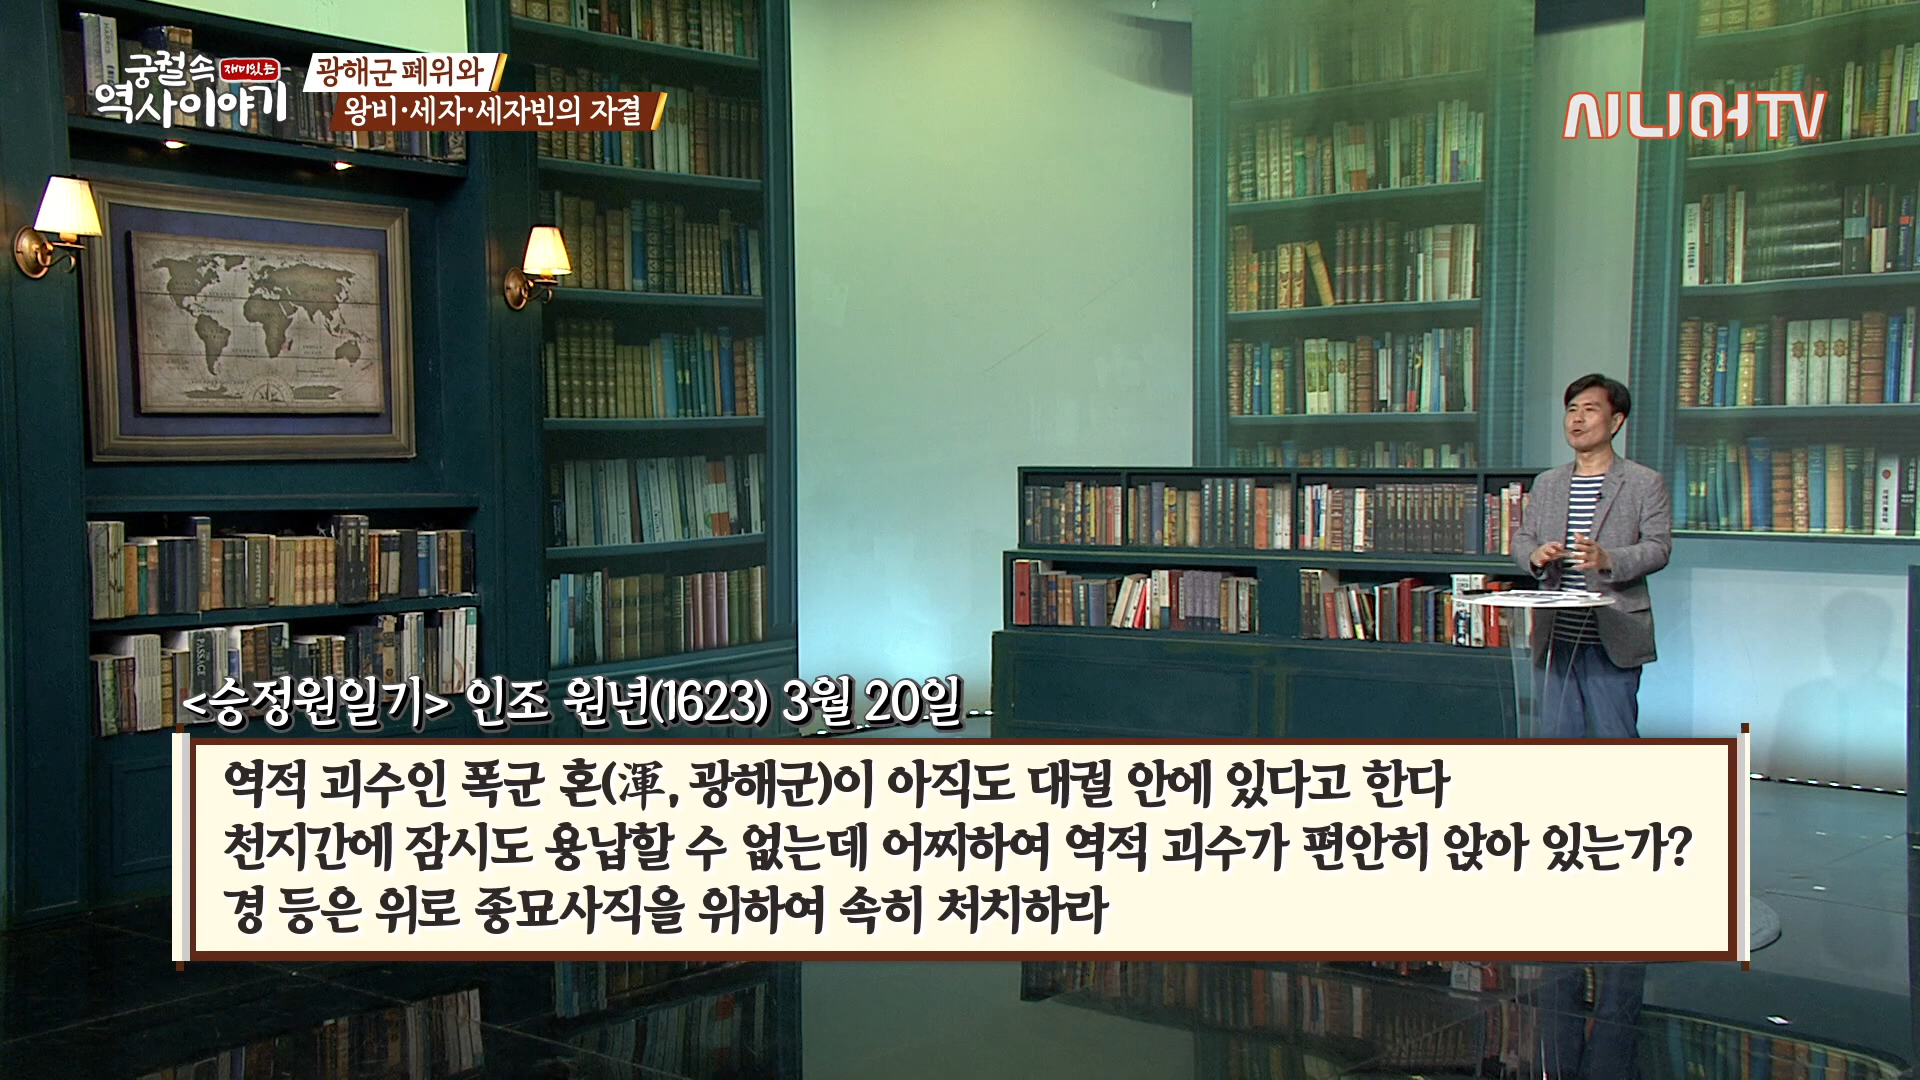 궁궐 속 재미있는
역사이야기
광해군 폐위와
왕비·세자·세자빈의 자결
시니어TV
<승정원일기> 인조 원년(1623) 3월 20일
역적 괴수인 폭군 혼(渾, 광해군)이 아직도 대궐 안에 있다고 한다
천지간에 잠시도 용납할 수 없는데 어찌하여 역적 괴수가 편안히 앉아 있는가?
경 등은 위로 종묘사직을 위하여 속히 처치하라
PASSAGE